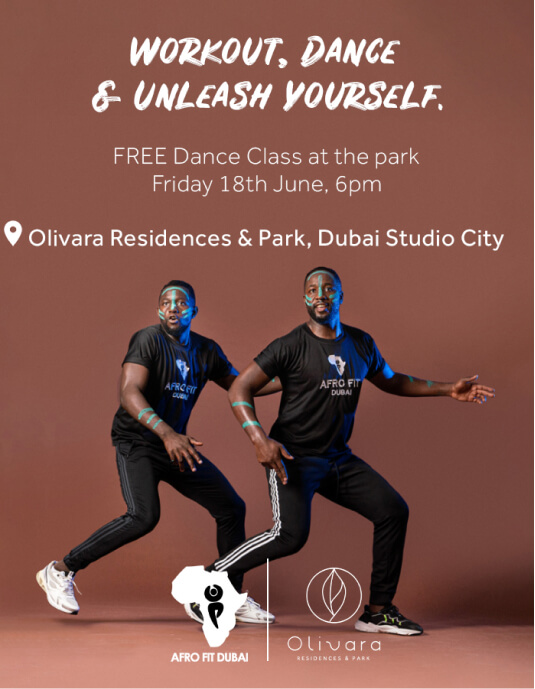 WORKOUT, DANCE
& UNLEASH YOURSELF.
FREE Dance Class at the park
Friday 18th June, 6pm
Olivara Residences & Park, Dubai Studio City
AFRO FIT
DUBAI
AFRO FIT
DUBAI
AFRO FIT DUBAI
Olivara
RESIDENCES & PARK